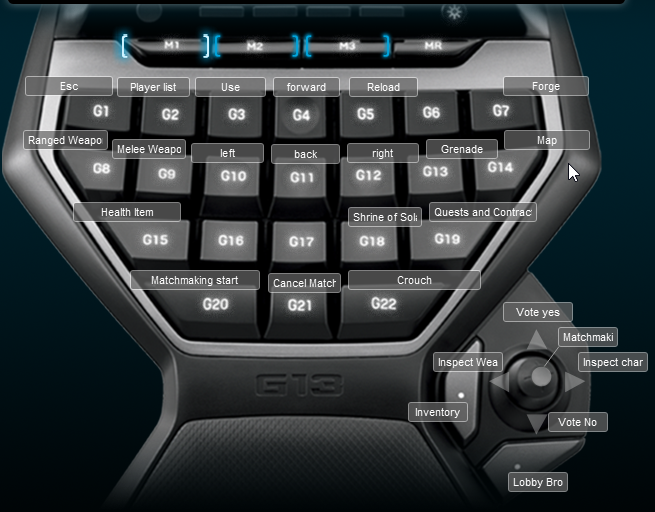 M1 M2 M3 MR
Esc Player list Use forward Reload Forge
G1 G2 G3 G4 G5 G6 G7
Ranged Weapo Melee Weapo left back right Grenade Map
G8 G9 G10 G11 G12 G13 G14
Health Item Shrine of Sol Quests and Contrac
G15 G16 G17 G18 G19
Matchmaking start Cancel Match Crouch
G20 G21 G22
Vote yes
Matchmaki
Inspect Wea Inspect char
G13
Inventory Vote No
Lobby Bro